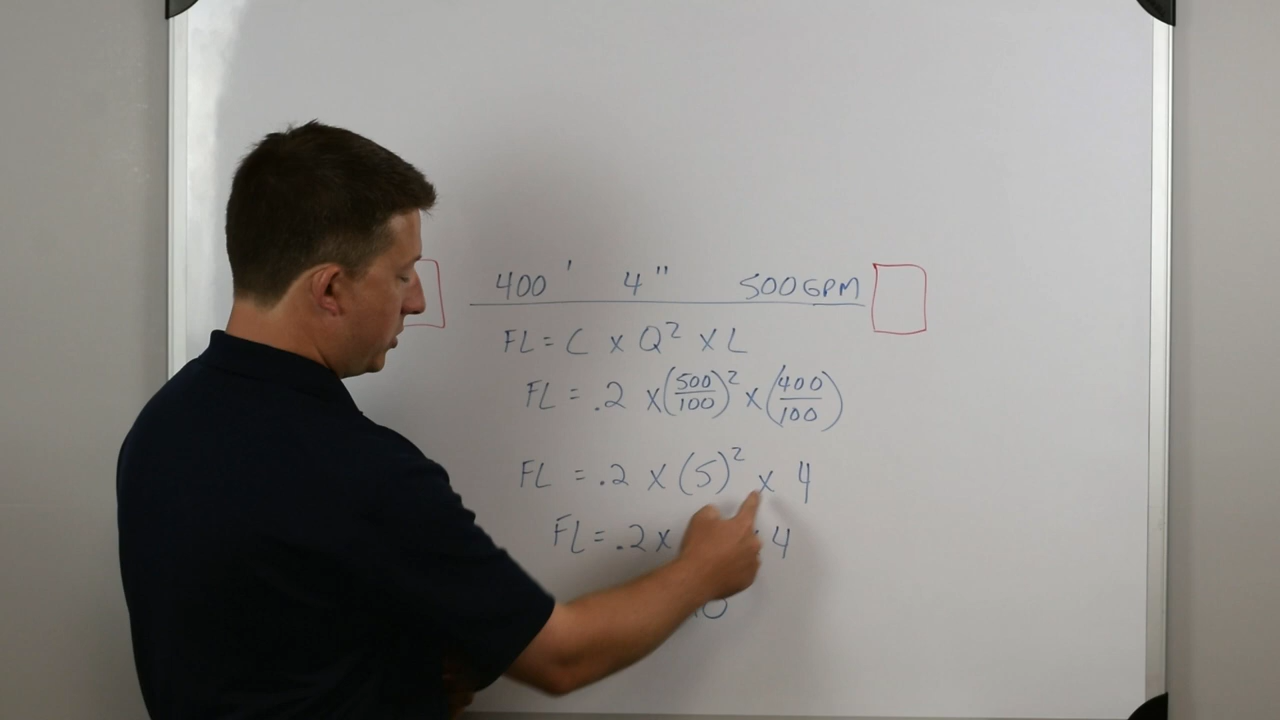 400 ' 4 " 500GPM
FL = C x Q² x L
FL = .2 x (500/100)² x (400/100)
FL = .2 x (5)² x 4
FL = .2 x 4